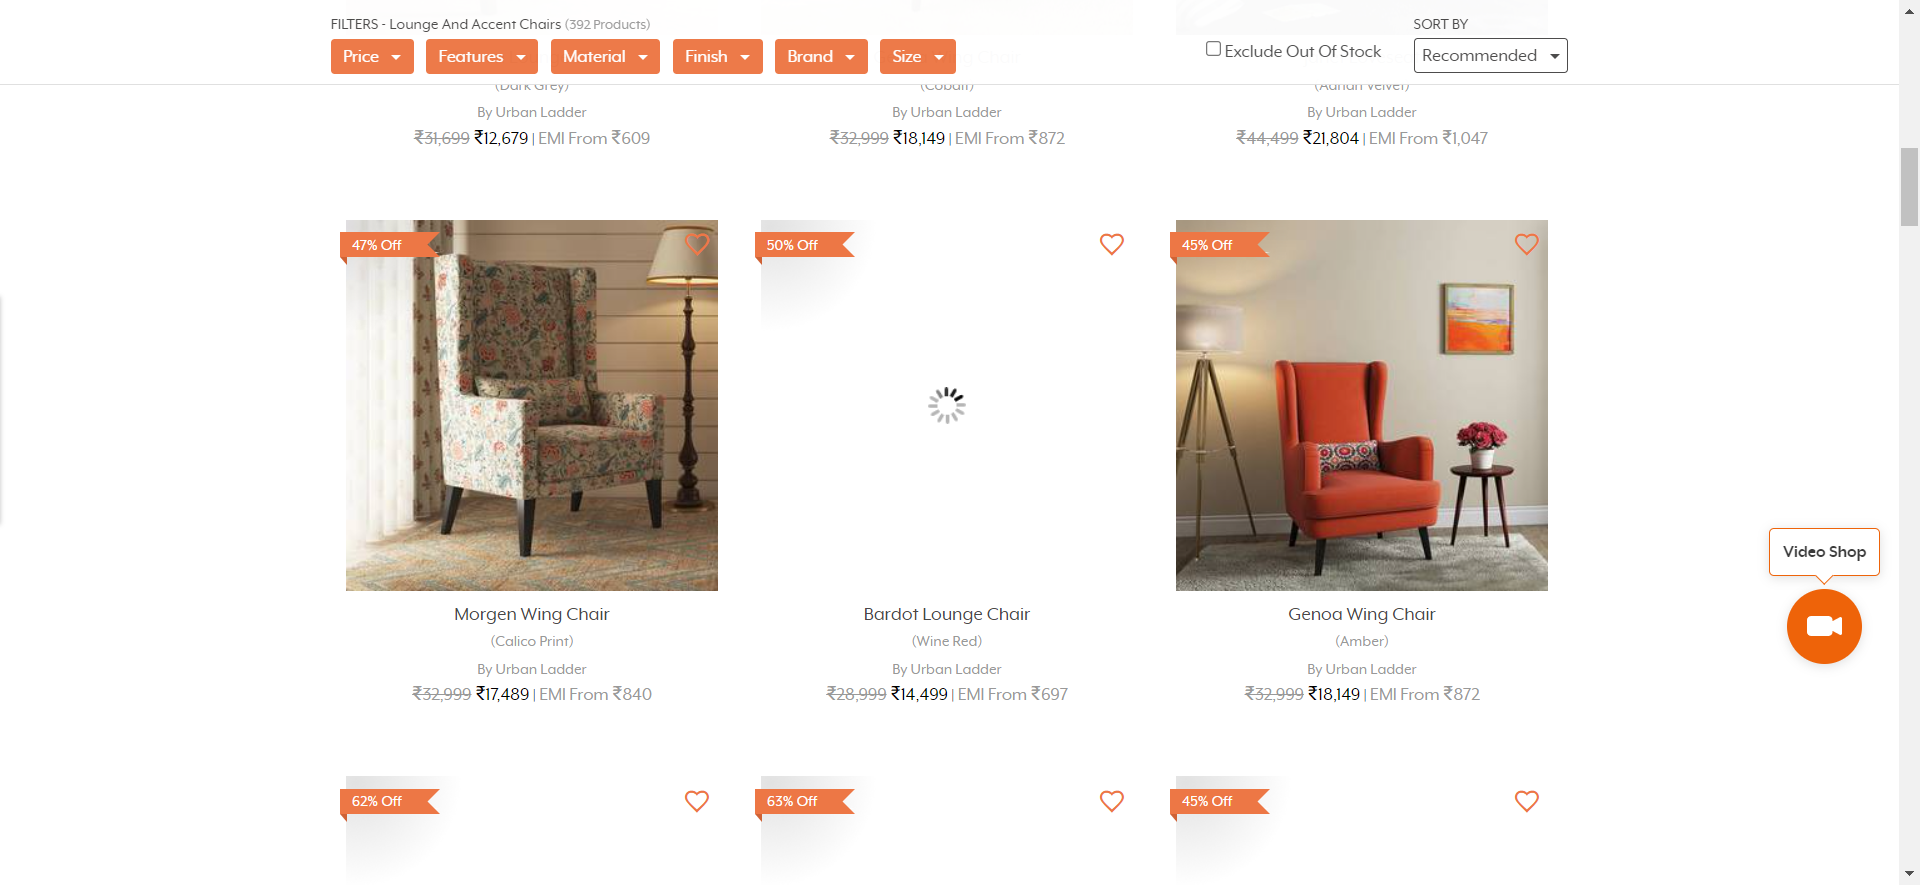 FILTERS - Lounge And Accent Chairs (392 Products)
SORT BY
Price Features Material Finish Brand Size
Exclude Out Of Stock
Recommended
(Dark Grey) (Cobalt) (Adrian Velvet)
By Urban Ladder By Urban Ladder By Urban Ladder
₹31,699 ₹12,679 | EMI From ₹609
₹32,999 ₹18,149 | EMI From ₹872
₹44,499 ₹21,804 | EMI From ₹1,047
47% Off
50% Off
45% Off
Video Shop
Morgen Wing Chair
(Calico Print)
By Urban Ladder
₹32,999 ₹17,489 | EMI From ₹840
Bardot Lounge Chair
(Wine Red)
By Urban Ladder
₹28,999 ₹14,499 | EMI From ₹697
Genoa Wing Chair
(Amber)
By Urban Ladder
₹32,999 ₹18,149 | EMI From ₹872
62% Off
63% Off
45% Off